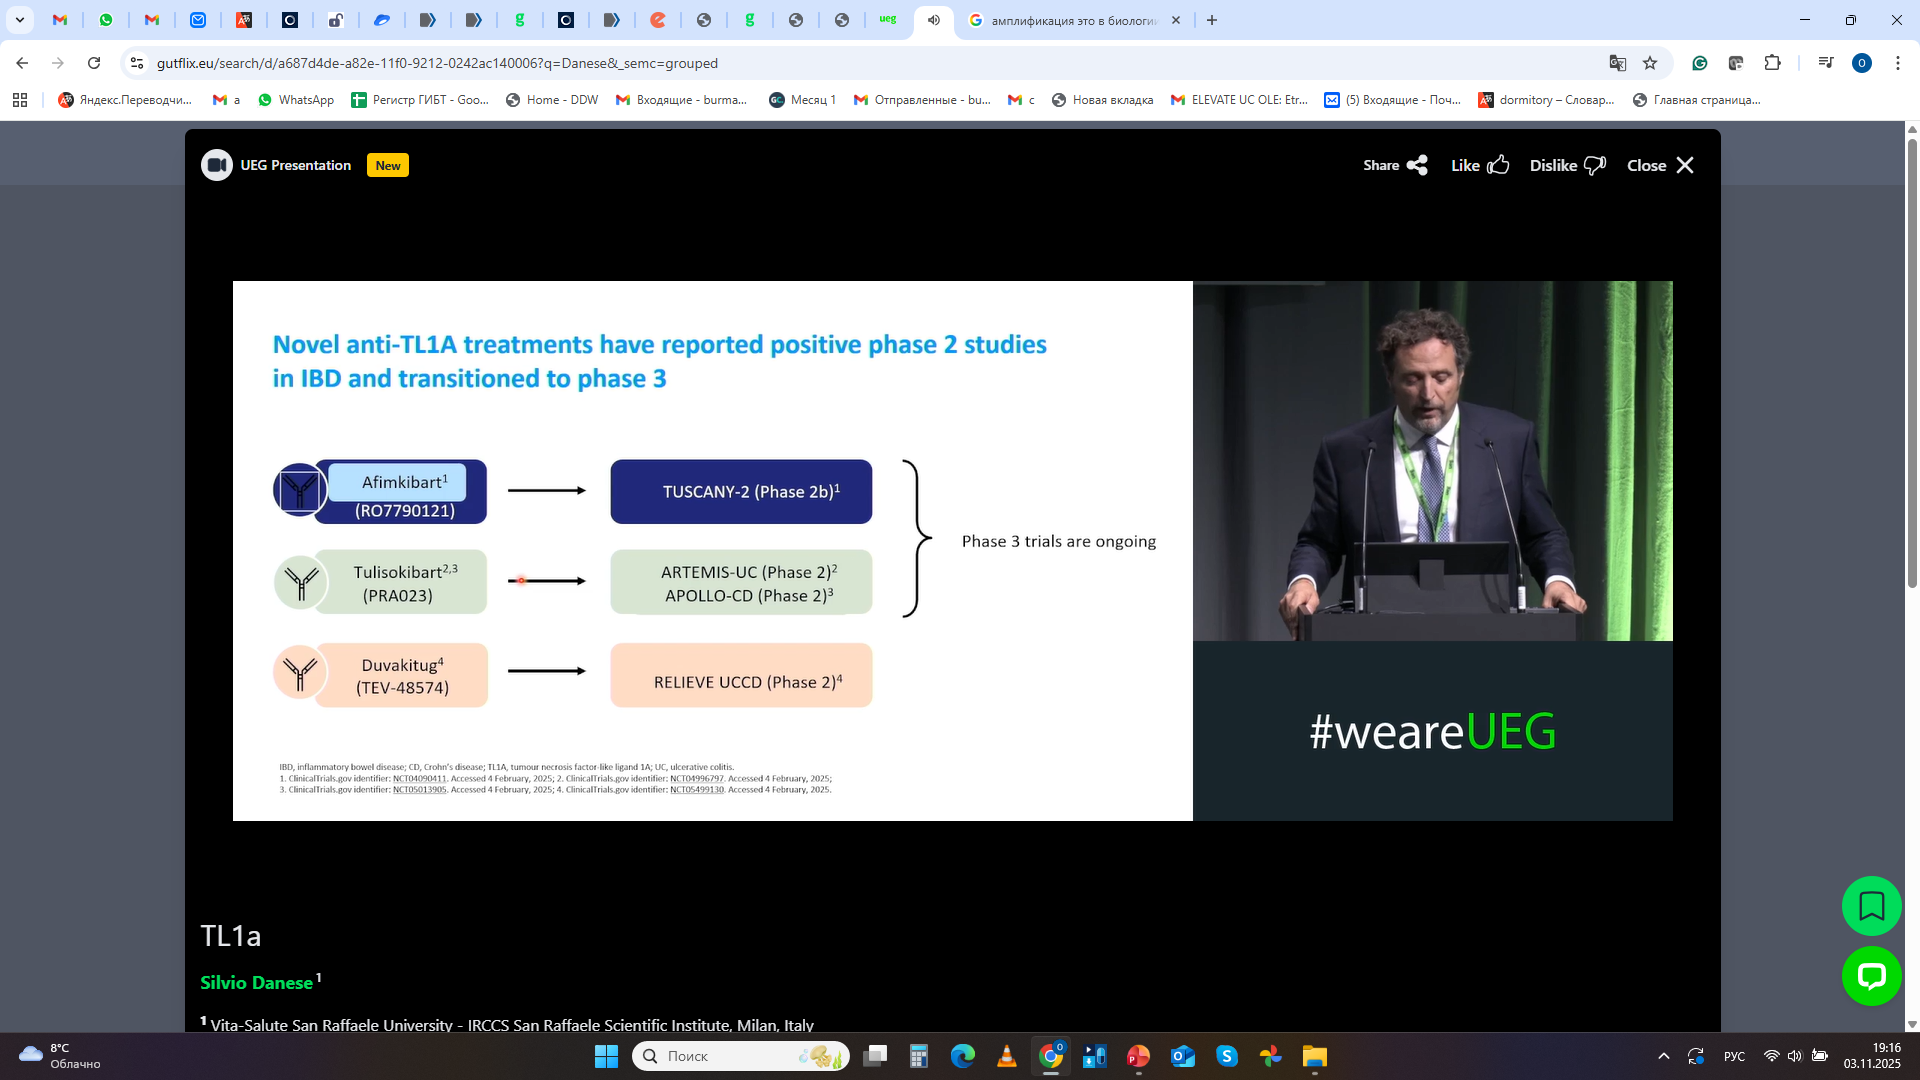 ueg
амплификация это в биологии
gutflix.eu/search/d/a687d4de-a82e-11f0-9212-0242ac140006?q=Danese&_semc=grouped
O
Яндекс.Переводчи...
а
WhatsApp
Регистр ГИБТ - Goo...
Home - DDW
Входящие - burma...
Месяц 1
Отправленные - bu...
с
Новая вкладка
ELEVATE UC OLE: Etr...
(5) Входящие - Поч...
dormitory – Словар...
Главная страница...
UEG Presentation
New
Share
Like
Dislike
Close
Novel anti-TL1A treatments have reported positive phase 2 studies
in IBD and transitioned to phase 3
Afimkibart1
(RO7790121)
TUSCANY-2 (Phase 2b)1
Tulisokibart2,3
(PRA023)
ARTEMIS-UC (Phase 2)2
APOLLO-CD (Phase 2)3
Phase 3 trials are ongoing
Duvakitug4
(TEV-48574)
RELIEVE UCCD (Phase 2)4
IBD, inflammatory bowel disease; CD, Crohn's disease; TL1A, tumour necrosis factor-like ligand 1A; UC, ulcerative colitis.
1. ClinicalTrials.gov identifier: NCT04090411. Accessed 4 February, 2025; 2. ClinicalTrials.gov identifier: NCT04996797. Accessed 4 February, 2025;
3. ClinicalTrials.gov identifier: NCT05013905. Accessed 4 February, 2025; 4. ClinicalTrials.gov identifier: NCT05499130. Accessed 4 February, 2025.
#weareUEG
TL1a
Silvio Danese 1
1 Vita-Salute San Raffaele University - IRCCS San Raffaele Scientific Institute, Milan, Italy
8°C
Облачно
Поиск
РУС
19:16
03.11.2025